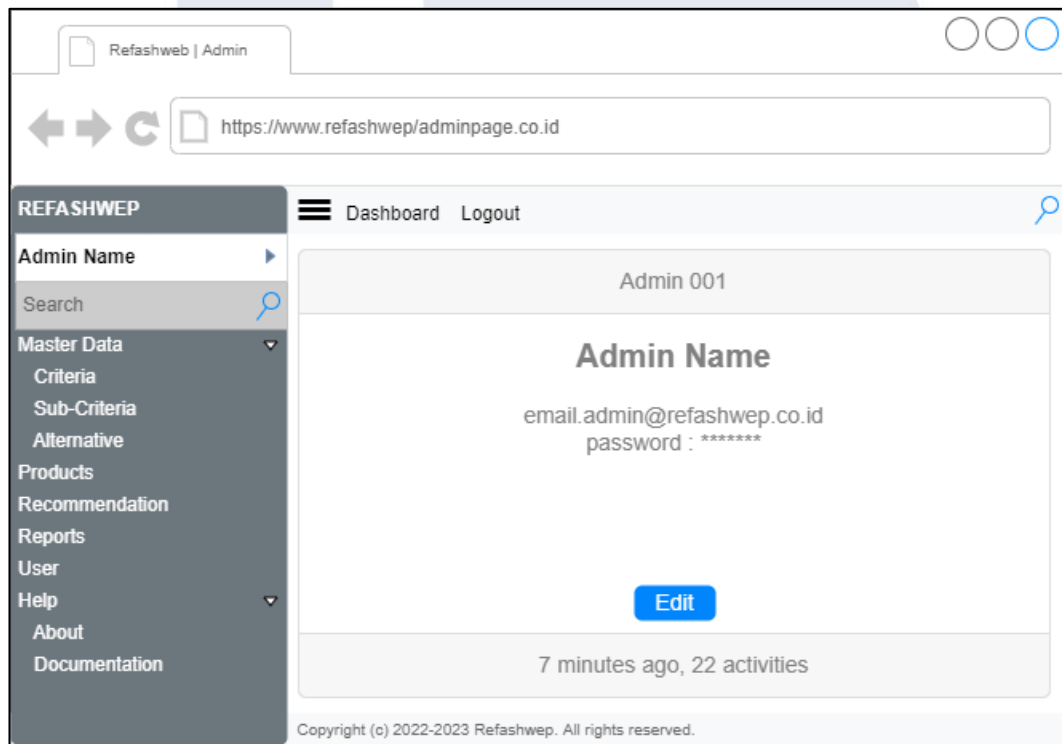 Refashweb | Admin
https://www.refashwep/adminpage.co.id
REFASHWEP
Dashboard Logout
Admin Name
Search
Master Data
Criteria
Sub-Criteria
Alternative
Products
Recommendation
Reports
User
Help
About
Documentation
Admin 001
Admin Name
email.admin@refashwep.co.id
password : *******
Edit
7 minutes ago, 22 activities
Copyright (c) 2022-2023 Refashwep. All rights reserved.